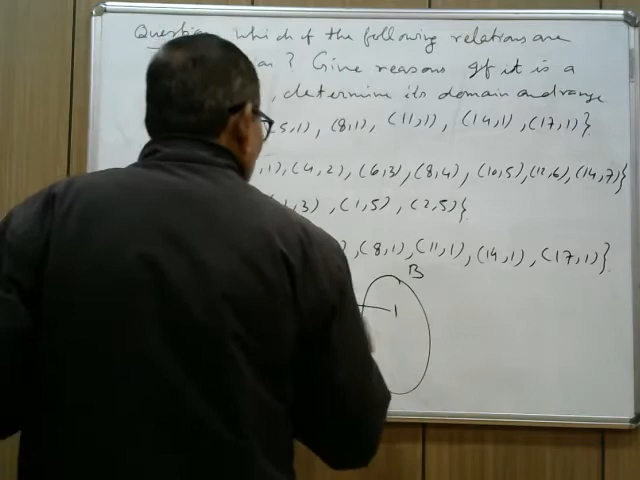 Question Which of the following relations are
? Give reasons If it is a
, determine its domain and range
5,1), (8,1), (11,1), (14,1), (17,1)}
,1), (4,2), (6,3), (8,4), (10,5), (12,6), (14,7)}
1,3), (1,5), (2,5)}
), (8,1), (11,1), (14,1), (17,1)}
B
1